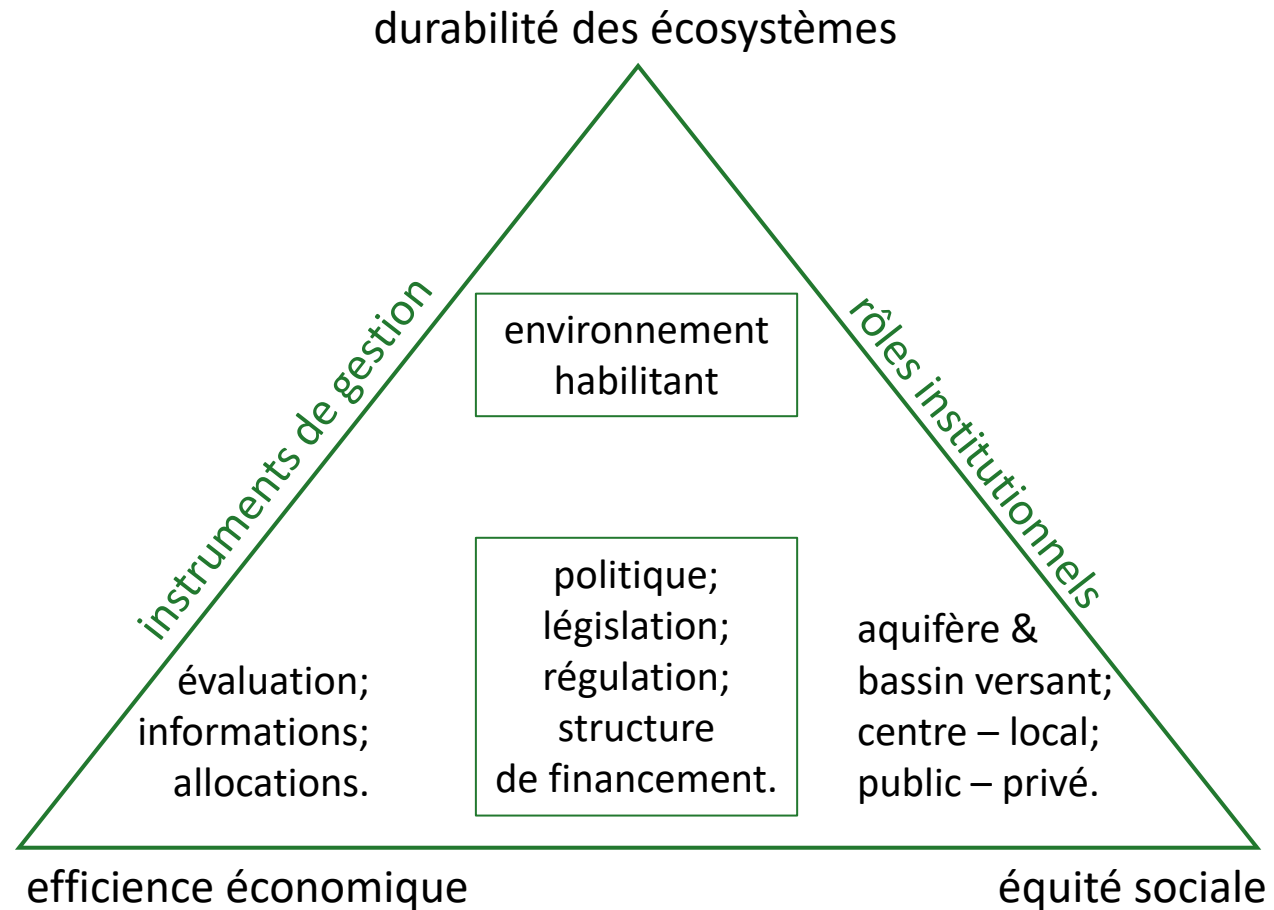 durabilité des écosystèmes
instruments de gestion
rôles institutionnels
environnement
habilitant
évaluation;
informations;
allocations.
politique;
législation;
régulation;
structure
de financement.
aquifère &
bassin versant;
centre – local;
public – privé.
efficience économique
équité sociale